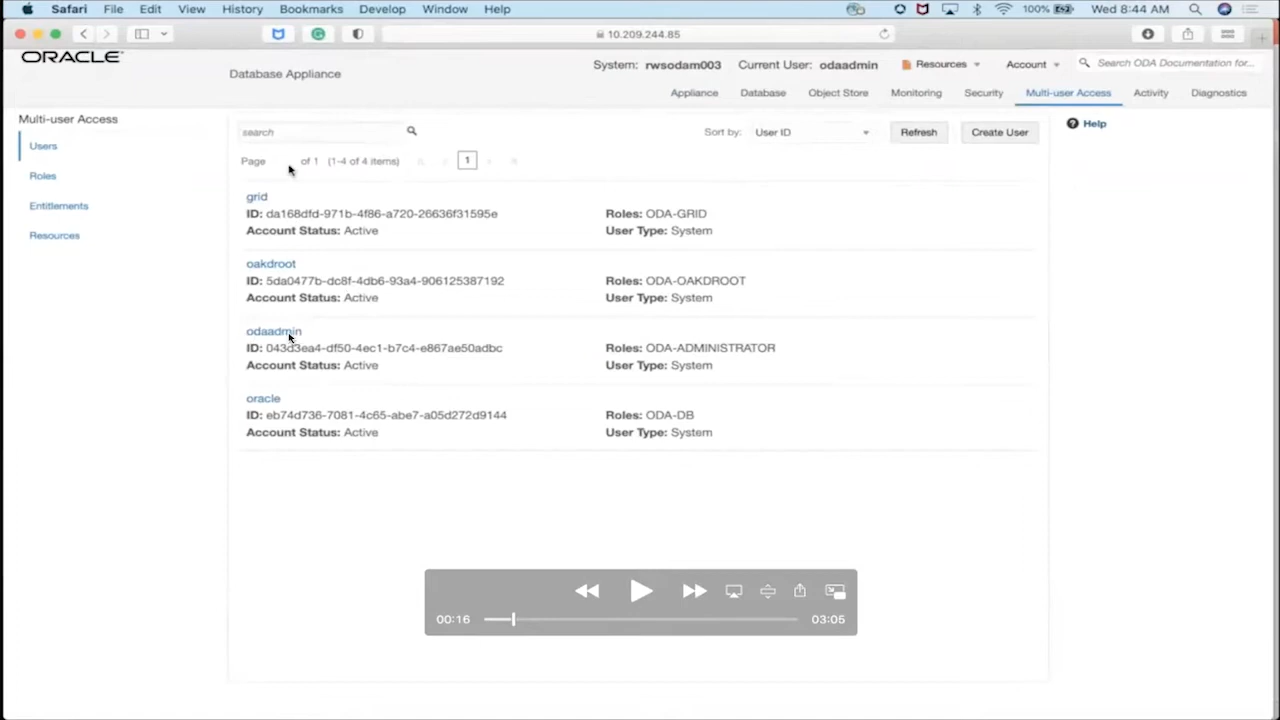 Safari File Edit View History Bookmarks Develop Window Help 100% Wed 8:44 AM
10.209.244.85
ORACLE
Database Appliance
System: rwsodam003 Current User: odaadmin Resources Account Search ODA Documentation for...
Appliance Database Object Store Monitoring Security Multi-user Access Activity Diagnostics
Multi-user Access
Users
Roles
Entitlements
Resources
search
Sort by: User ID Refresh Create User
Help
Page of 1 (1-4 of 4 items) 1
grid
ID: da168dfd-971b-4f86-a720-26636f31595e Roles: ODA-GRID
Account Status: Active User Type: System
oakdroot
ID: 5da0477b-dc8f-4db6-93a4-906125387192 Roles: ODA-OAKDROOT
Account Status: Active User Type: System
odaadmin
ID: 043d3ea4-df50-4ec1-b7c4-e867ae50adbc Roles: ODA-ADMINISTRATOR
Account Status: Active User Type: System
oracle
ID: eb74d736-7081-4c65-abe7-a05d272d9144 Roles: ODA-DB
Account Status: Active User Type: System
00:16 03:05